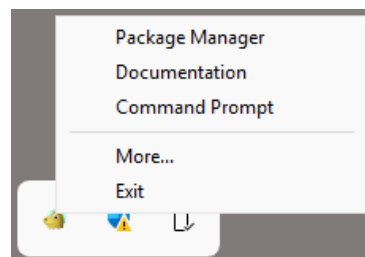 Package Manager
Documentation
Command Prompt
More...
Exit